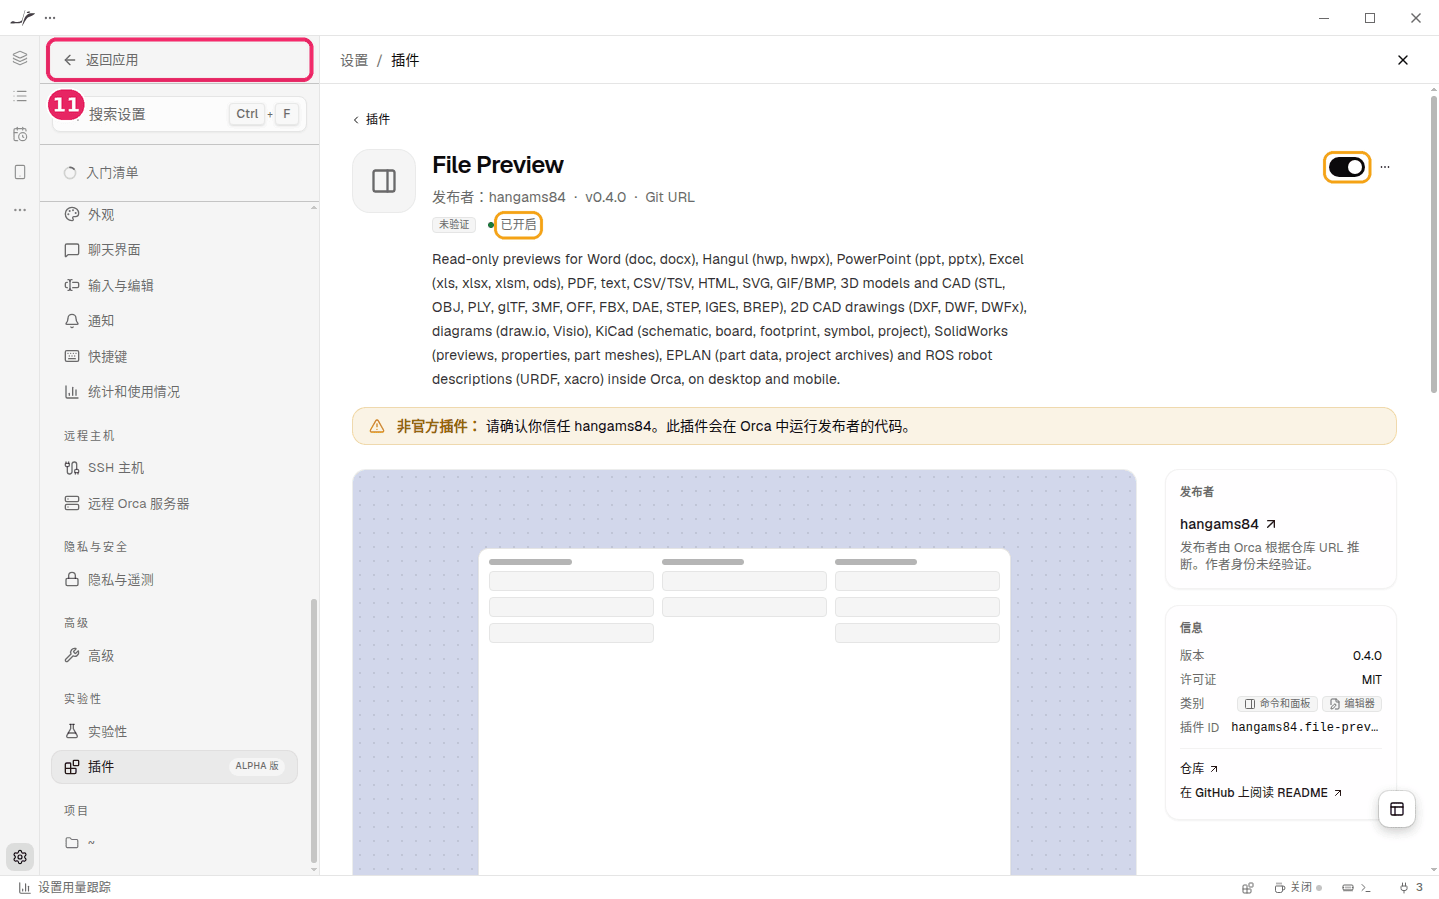 返回应用
设置 / 插件
11
搜索设置 Ctrl + F
入门清单
外观
聊天界面
输入与编辑
通知
快捷键
统计和使用情况
远程主机
SSH 主机
远程 Orca 服务器
隐私与安全
隐私与遥测
高级
高级
实验性
实验性
插件 ALPHA 版
项目
~
插件
File Preview
发布者：hangams84 · v0.4.0 · Git URL
未验证 已开启
Read-only previews for Word (doc, docx), Hangul (hwp, hwpx), PowerPoint (ppt, pptx), Excel
(xls, xlsx, xlsm, ods), PDF, text, CSV/TSV, HTML, SVG, GIF/BMP, 3D models and CAD (STL,
OBJ, PLY, glTF, 3MF, OFF, FBX, DAE, STEP, IGES, BREP), 2D CAD drawings (DXF, DWF, DWFx),
diagrams (draw.io, Visio), KiCad (schematic, board, footprint, symbol, project), SolidWorks
(previews, properties, part meshes), EPLAN (part data, project archives) and ROS robot
descriptions (URDF, xacro) inside Orca, on desktop and mobile.
非官方插件： 请确认你信任 hangams84。此插件会在 Orca 中运行发布者的代码。
发布者
hangams84
发布者由 Orca 根据仓库 URL 推
断。作者身份未经验证。
信息
版本 0.4.0
许可证 MIT
类别 命令和面板 编辑器
插件 ID hangams84.file-prev…
仓库
在 GitHub 上阅读 README
设置用量跟踪
关闭
3